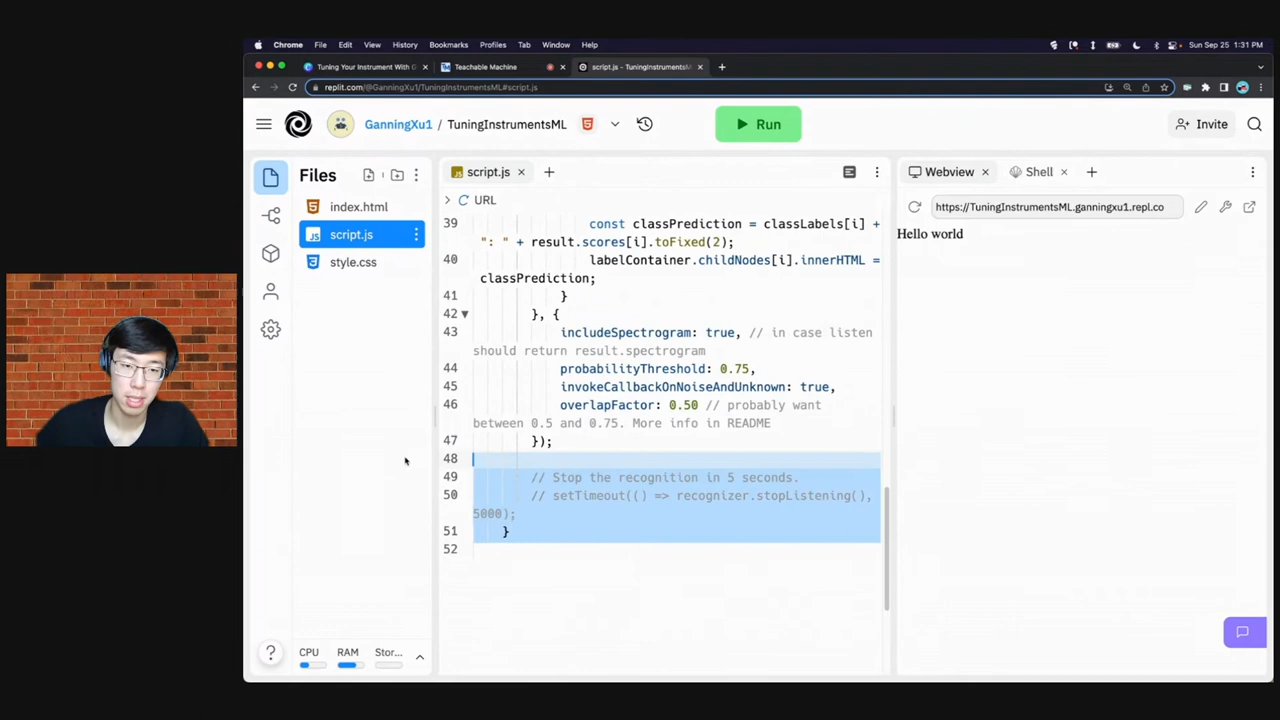 Chrome File Edit View History Bookmarks Profiles Tab Window Help Sun Sep 25 1:31 PM
Tuning Your Instrument With Teachable Machine script.js - TuningInstrumentsML
replit.com/@GanningXu1/TuningInstrumentsML#script.js
GanningXu1 / TuningInstrumentsML Run Invite
Files script.js Webview Shell
index.html
script.js
style.css
URL
https://TuningInstrumentsML.ganningxu1.repl.co
Hello world
39 const classPrediction = classLabels[i] +
": " + result.scores[i].toFixed(2);
40 labelContainer.childNodes[i].innerHTML =
classPrediction;
41 }
42 }, {
43 includeSpectrogram: true, // in case listen
should return result.spectrogram
44 probabilityThreshold: 0.75,
45 invokeCallbackOnNoiseAndUnknown: true,
46 overlapFactor: 0.50 // probably want
between 0.5 and 0.75. More info in README
47 });
48
49 // Stop the recognition in 5 seconds.
50 // setTimeout(() => recognizer.stopListening(),
5000);
51 }
52
CPU RAM Stor...